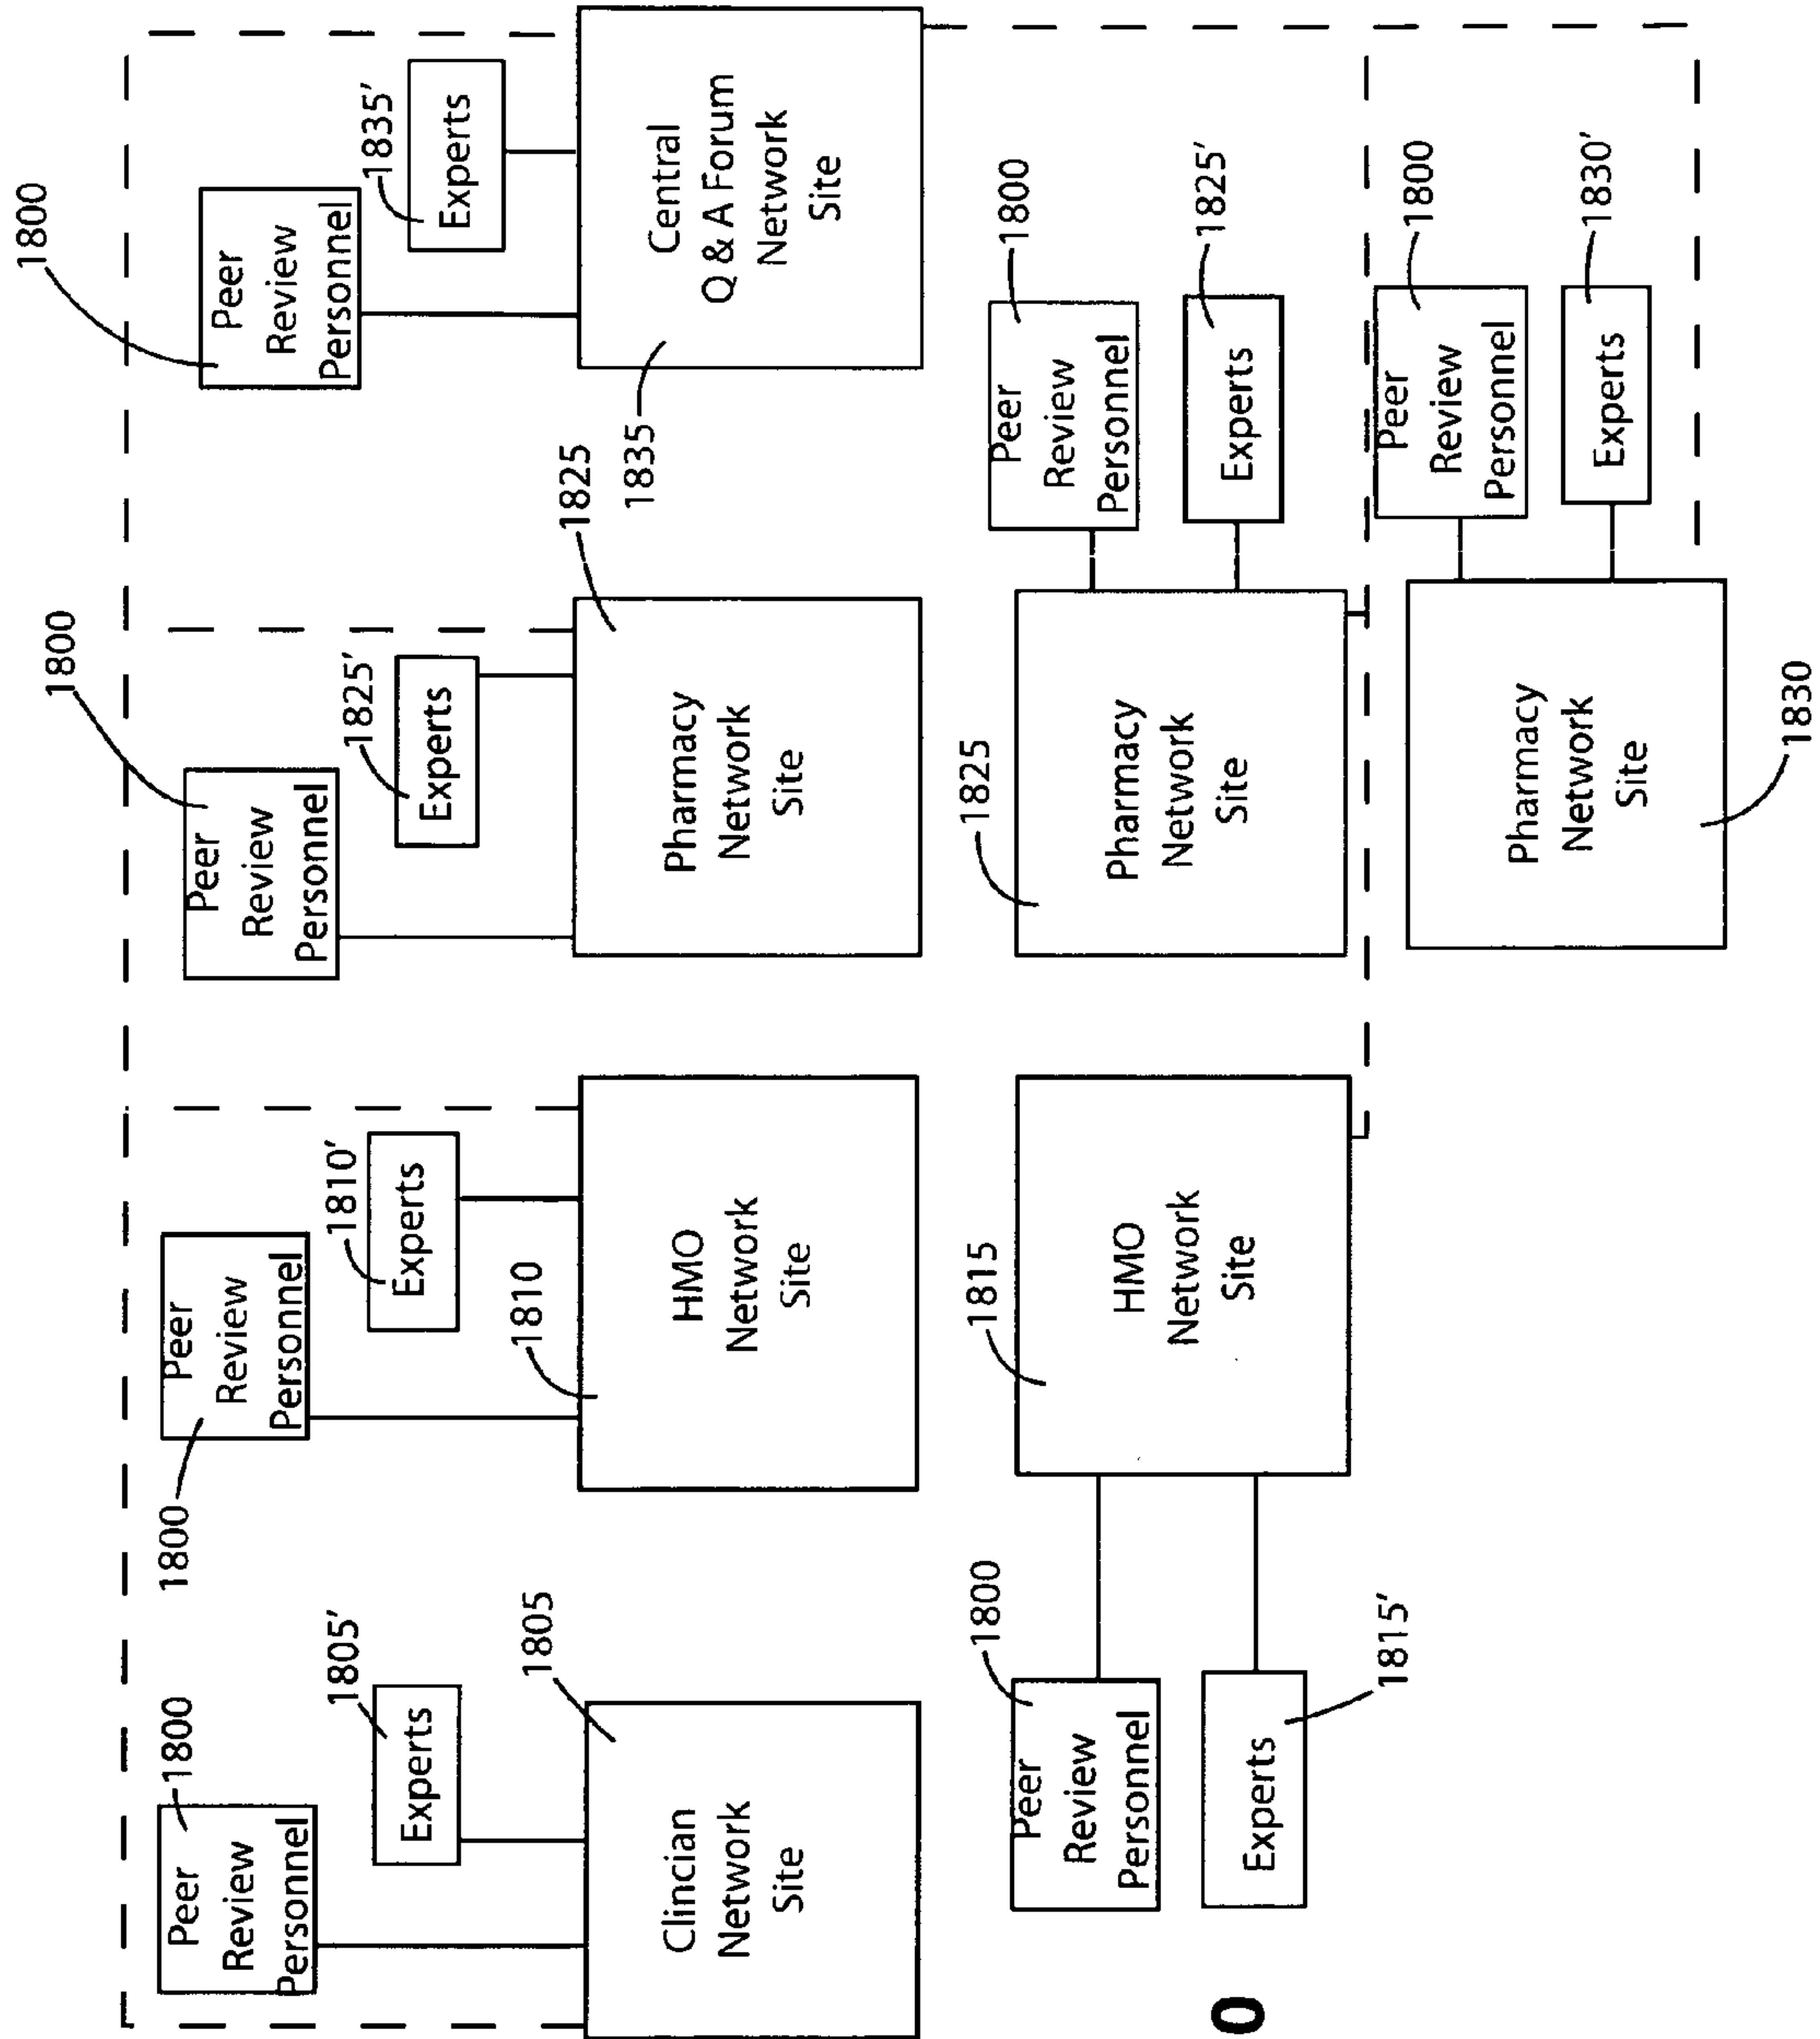 1800
Peer
Review
Personnel
1805'
Experts
1805
Clincian
Network
Site
1800
Peer
Review
Personnel
1810'
Experts
1810
HMO
Network
Site
1800
Peer
Review
Personnel
1825'
Experts
1825
Pharmacy
Network
Site
1800
Peer
Review
Personnel
1835'
Experts
1835
Central
Q & A Forum
Network
Site
1800
Peer
Review
Personnel
Experts
1815'
1815
HMO
Network
Site
1825
Pharmacy
Network
Site
1800
Peer
Review
Personnel
Experts
1825'
Pharmacy
Network
Site
1830
1800
Peer
Review
Personnel
Experts
1830'
0